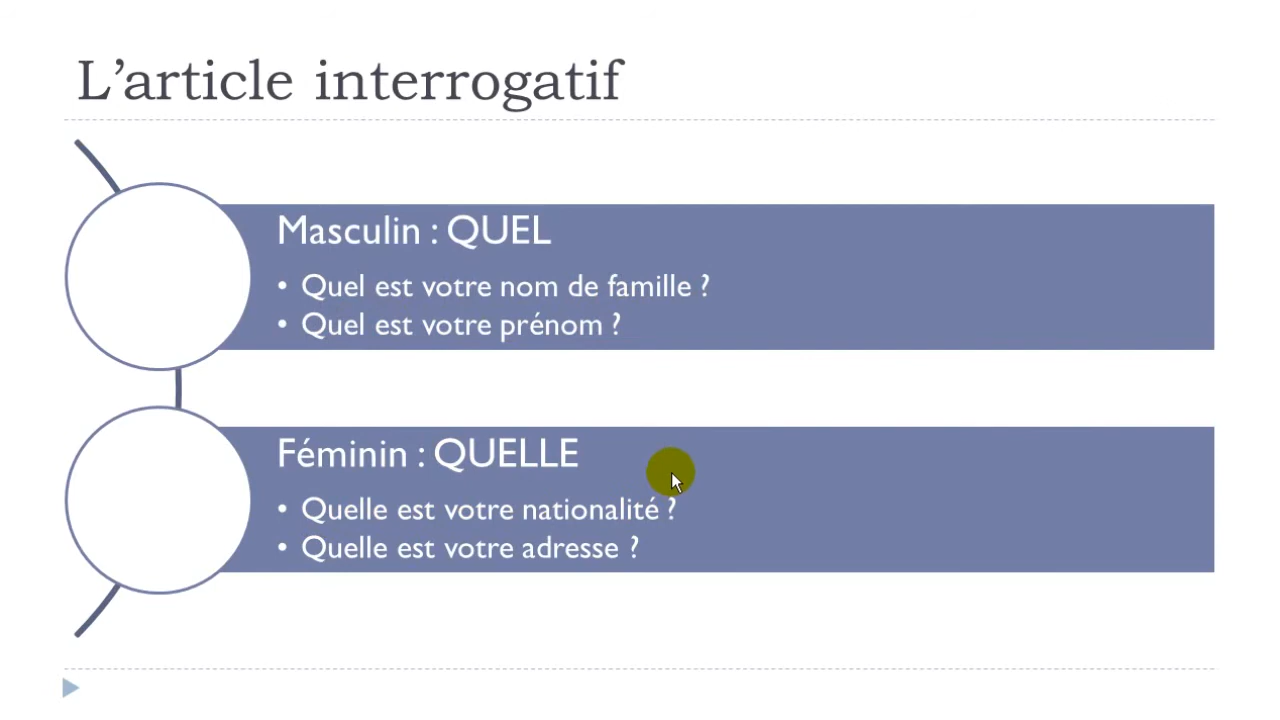 L’article interrogatif
Masculin : QUEL
• Quel est votre nom de famille ?
• Quel est votre prénom ?
Féminin : QUELLE
• Quelle est votre nationalité ?
• Quelle est votre adresse ?